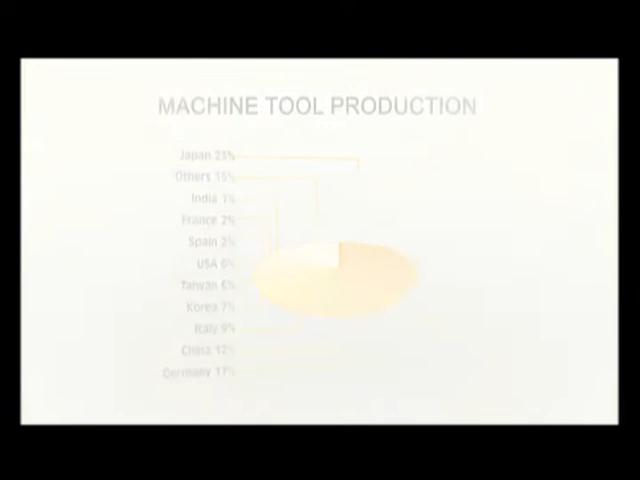 MACHINE TOOL PRODUCTION
Japan 23%
Others 15%
India 1%
France 2%
Spain 2%
USA 6%
Taiwan 6%
Korea 7%
Italy 9%
China 12%
Germany 17%